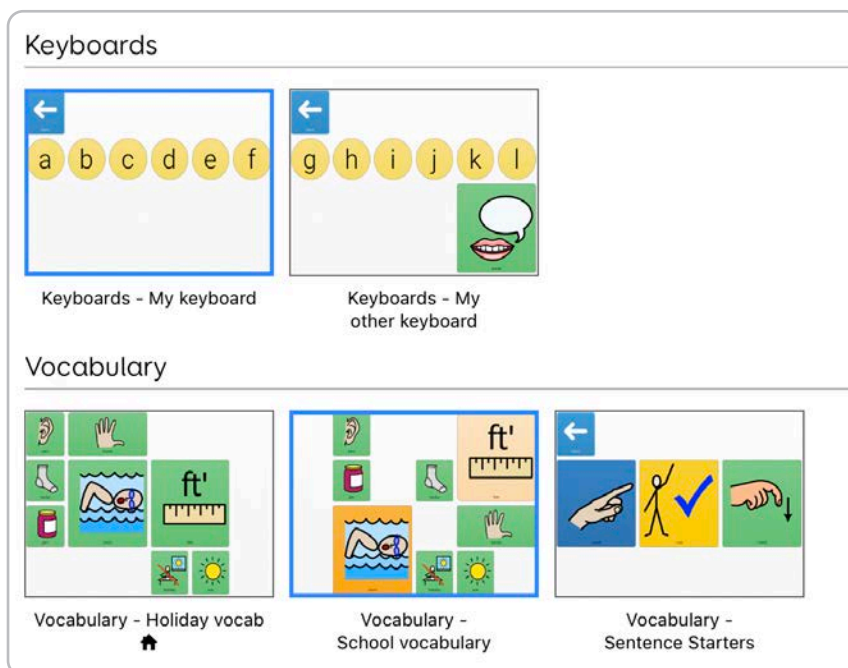 Keyboards
a b c d e f
g h i j k l
Keyboards - My keyboard
Keyboards - My
other keyboard
Vocabulary
ft'
ft'
Vocabulary - Holiday vocab
Vocabulary -
School vocabulary
Vocabulary -
Sentence Starters